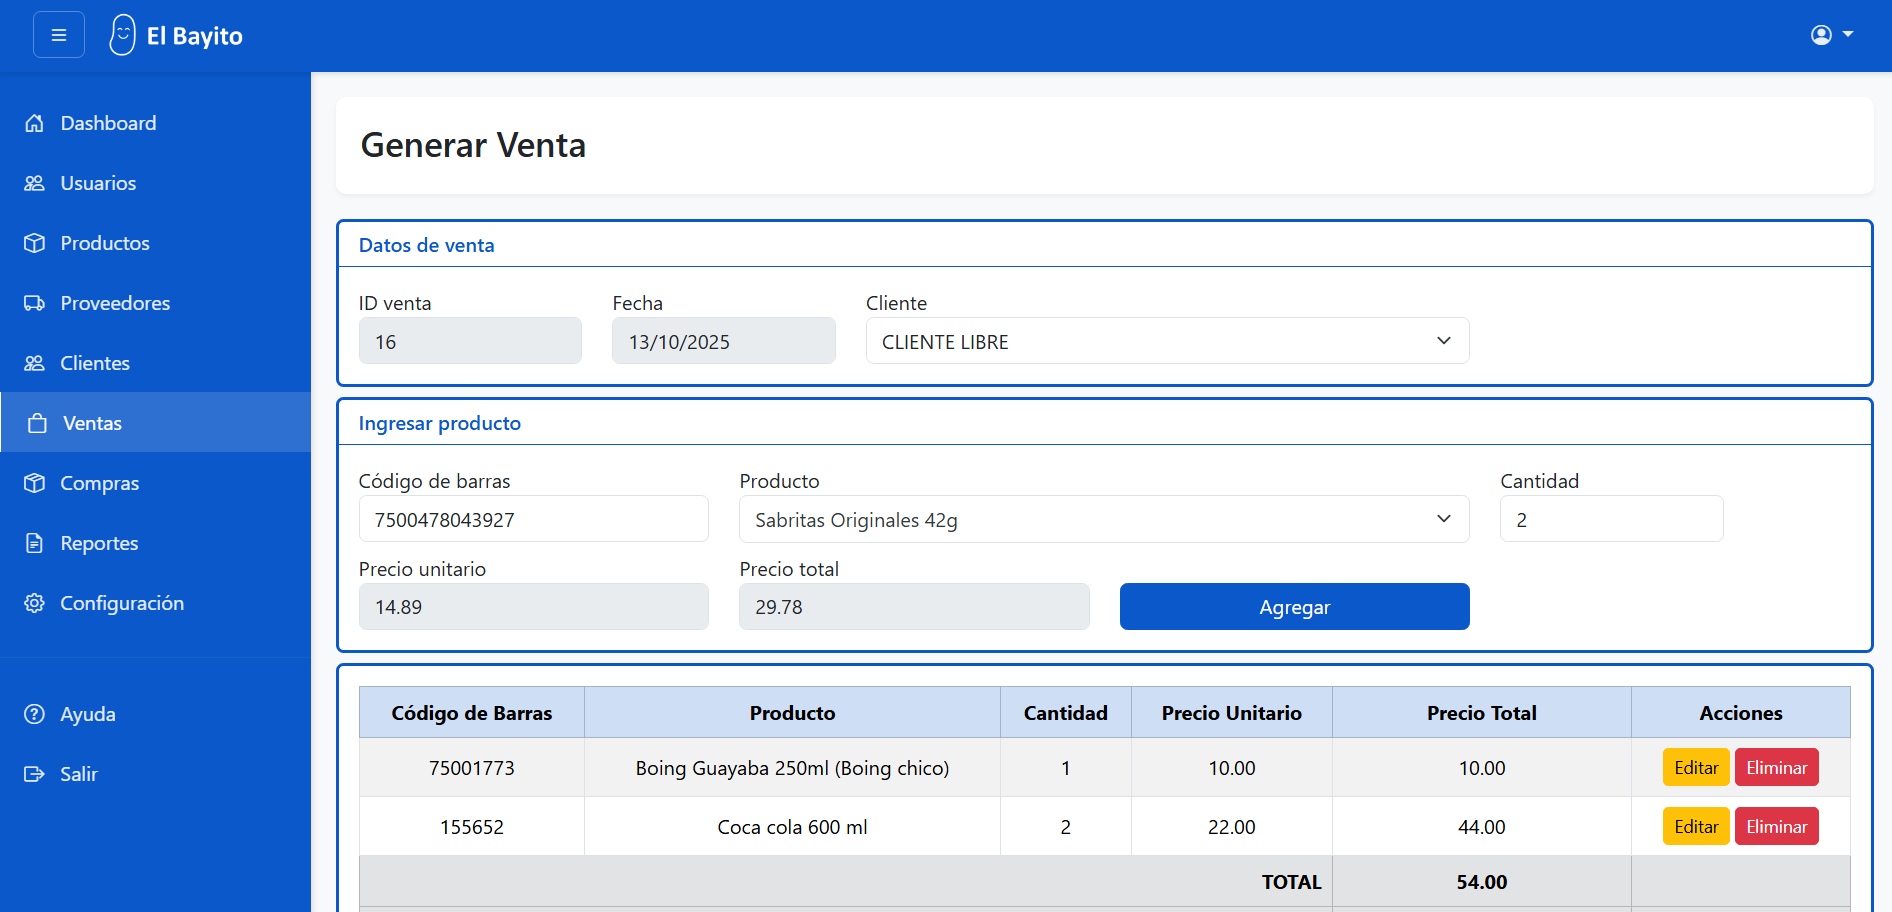 El Bayito
Dashboard
Usuarios
Productos
Proveedores
Clientes
Ventas
Compras
Reportes
Configuración
Ayuda
Salir
Generar Venta
Datos de venta
ID venta Fecha Cliente
16 13/10/2025 CLIENTE LIBRE
Ingresar producto
Código de barras Producto Cantidad
7500478043927 Sabritas Originales 42g 2
Precio unitario Precio total
14.89 29.78 Agregar
Código de Barras Producto Cantidad Precio Unitario Precio Total Acciones
75001773 Boing Guayaba 250ml (Boing chico) 1 10.00 10.00 Editar Eliminar
155652 Coca cola 600 ml 2 22.00 44.00 Editar Eliminar
TOTAL 54.00